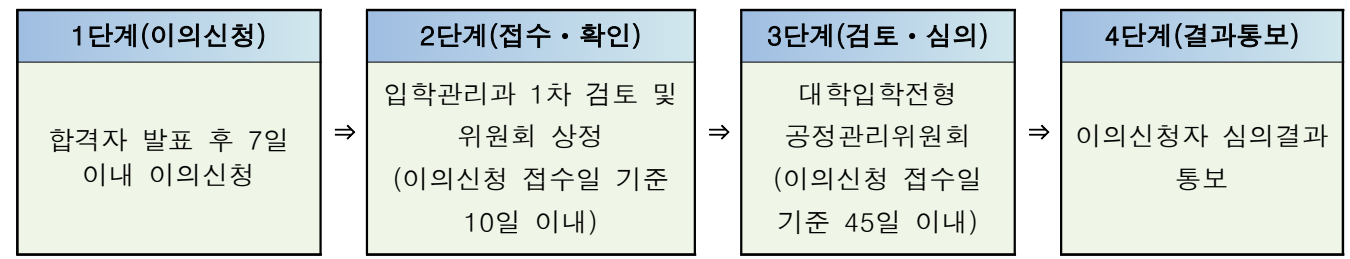 1단계(이의신청)
합격자 발표 후 7일
이내 이의신청
⇒
2단계(접수・확인)
입학관리과 1차 검토 및
위원회 상정
(이의신청 접수일 기준
10일 이내)
⇒
3단계(검토・심의)
대학입학전형
공정관리위원회
(이의신청 접수일
기준 45일 이내)
⇒
4단계(결과통보)
이의신청자 심의결과
통보